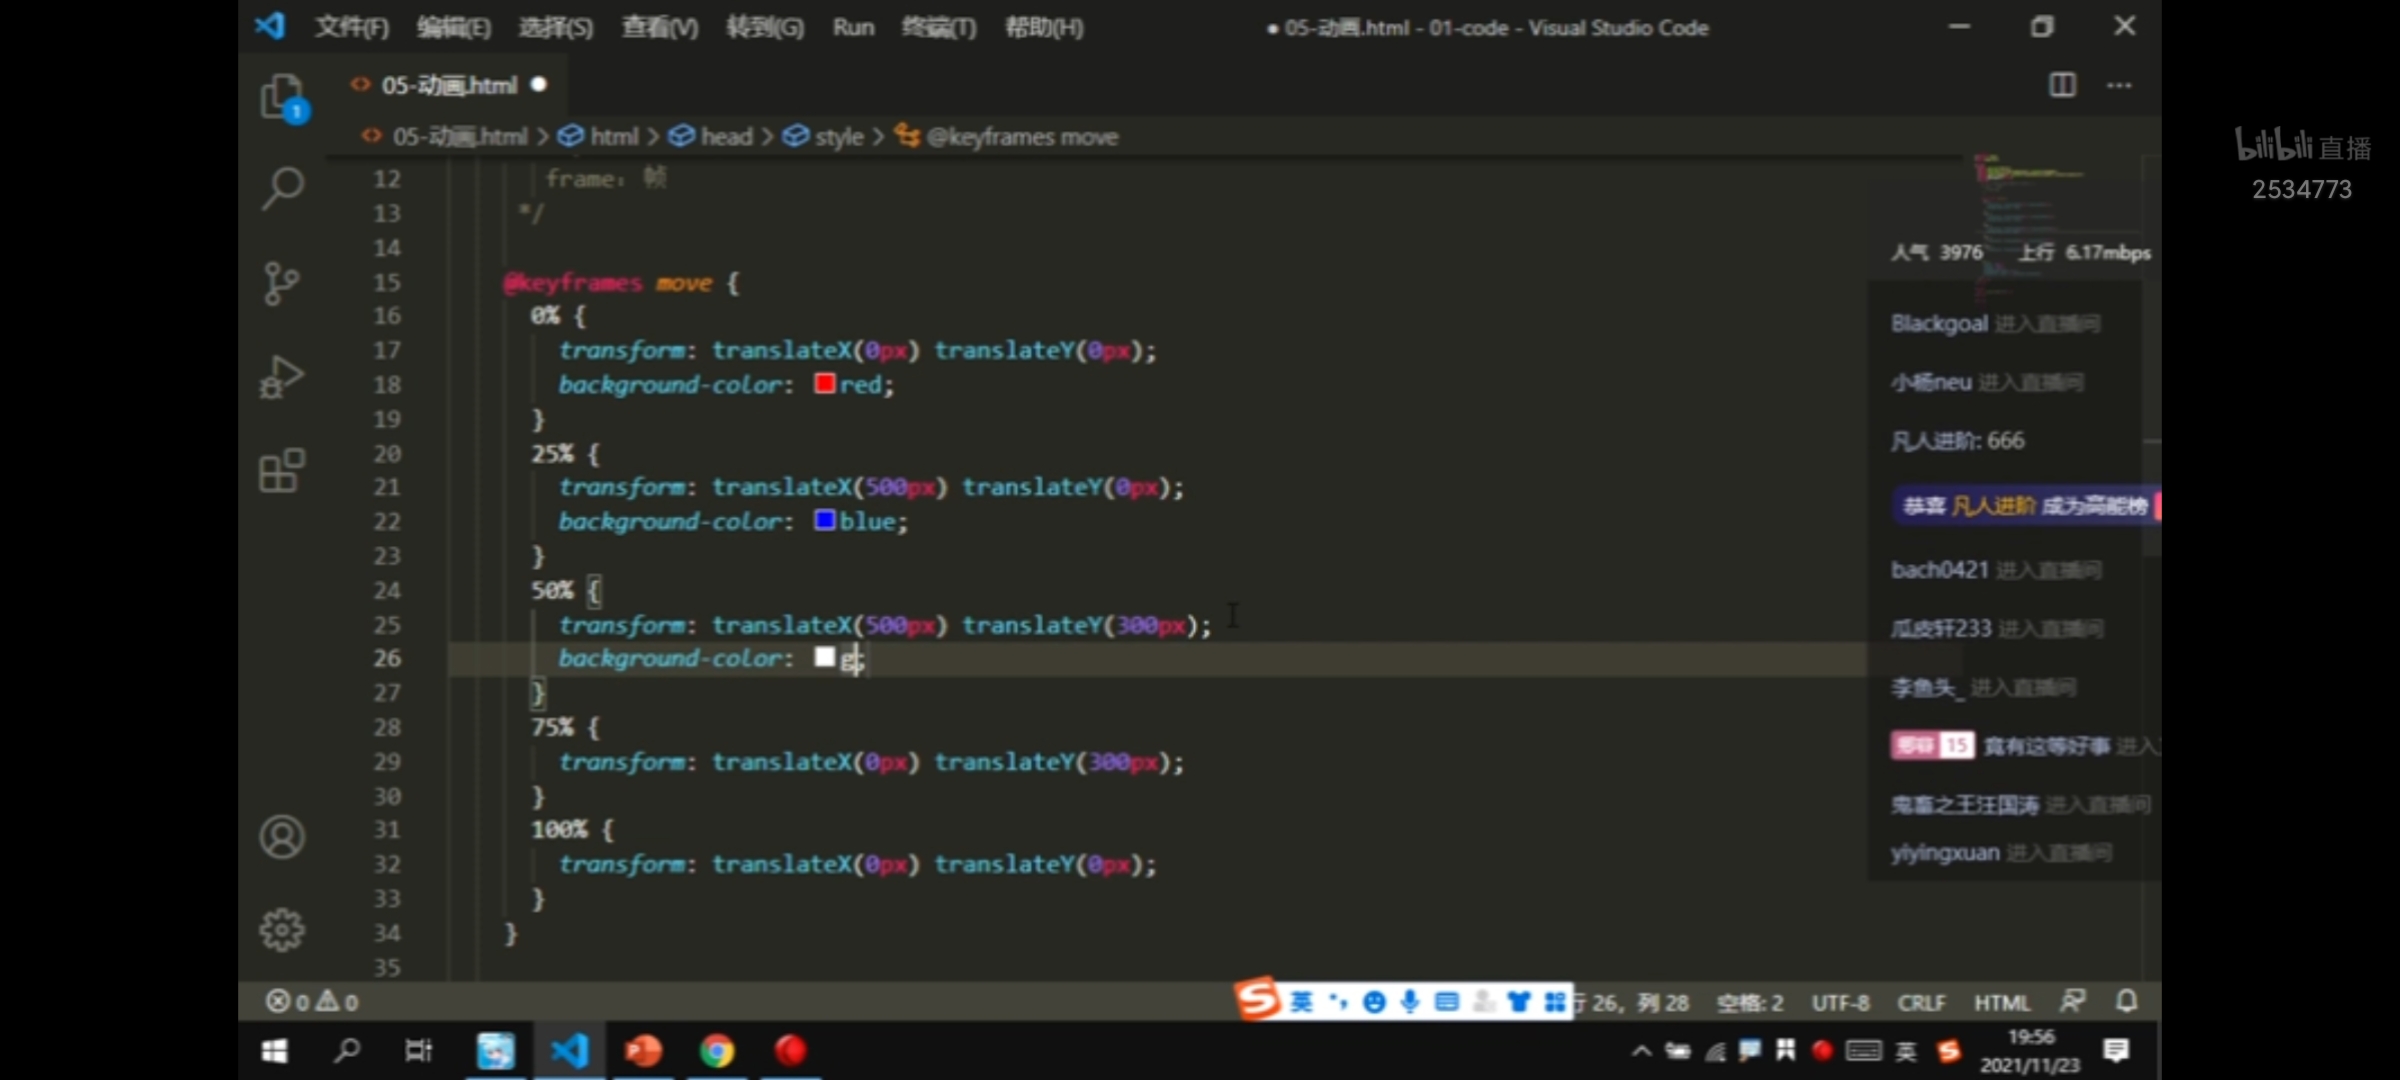 文件(F) 编辑(E) 选择(S) 查看(V) 转到(G) Run 终端(T) 帮助(H) ● 05-动画.html - 01-code - Visual Studio Code
05-动画.html
1
05-动画.html > html > head > style > @keyframes move
bilibili 直播
2534773
12 frame: 帧
13 */
14
15 @keyframes move {
16 0% {
17 transform: translateX(0px) translateY(0px);
18 background-color: red;
19 }
20 25% {
21 transform: translateX(500px) translateY(0px);
22 background-color: blue;
23 }
24 50% {
25 transform: translateX(500px) translateY(300px);
26 background-color: g;
27 }
28 75% {
29 transform: translateX(0px) translateY(300px);
30 }
31 100% {
32 transform: translateX(0px) translateY(0px);
33 }
34 }
35
人气 3976 上行 6.17mbps
Blackgoal 进入直播间
小杨neu 进入直播间
凡人进阶: 666
恭喜 凡人进阶 成为高能榜
bach0421 进入直播间
瓜皮轩233 进入直播间
李鱼头_ 进入直播间
15 竟有这等好事 进入
鬼畜之王汪国涛 进入直播间
yiyingxuan 进入直播间
0 0
英
行 26, 列 28 空格: 2 UTF-8 CRLF HTML
英
19:56
2021/11/23